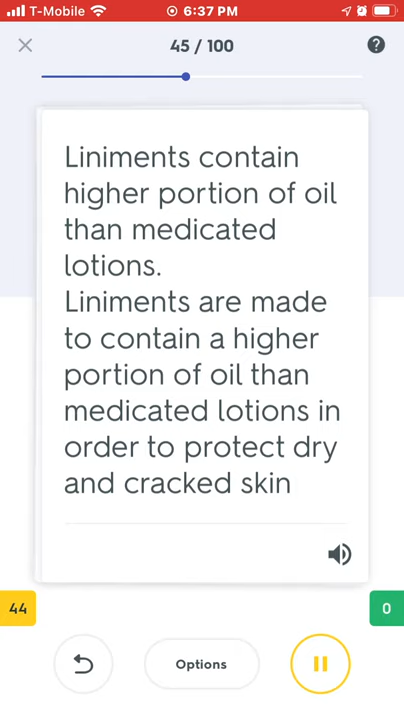 T-Mobile 6:37 PM
45 / 100
?
Liniments contain
higher portion of oil
than medicated
lotions.
Liniments are made
to contain a higher
portion of oil than
medicated lotions in
order to protect dry
and cracked skin
44
0
Options